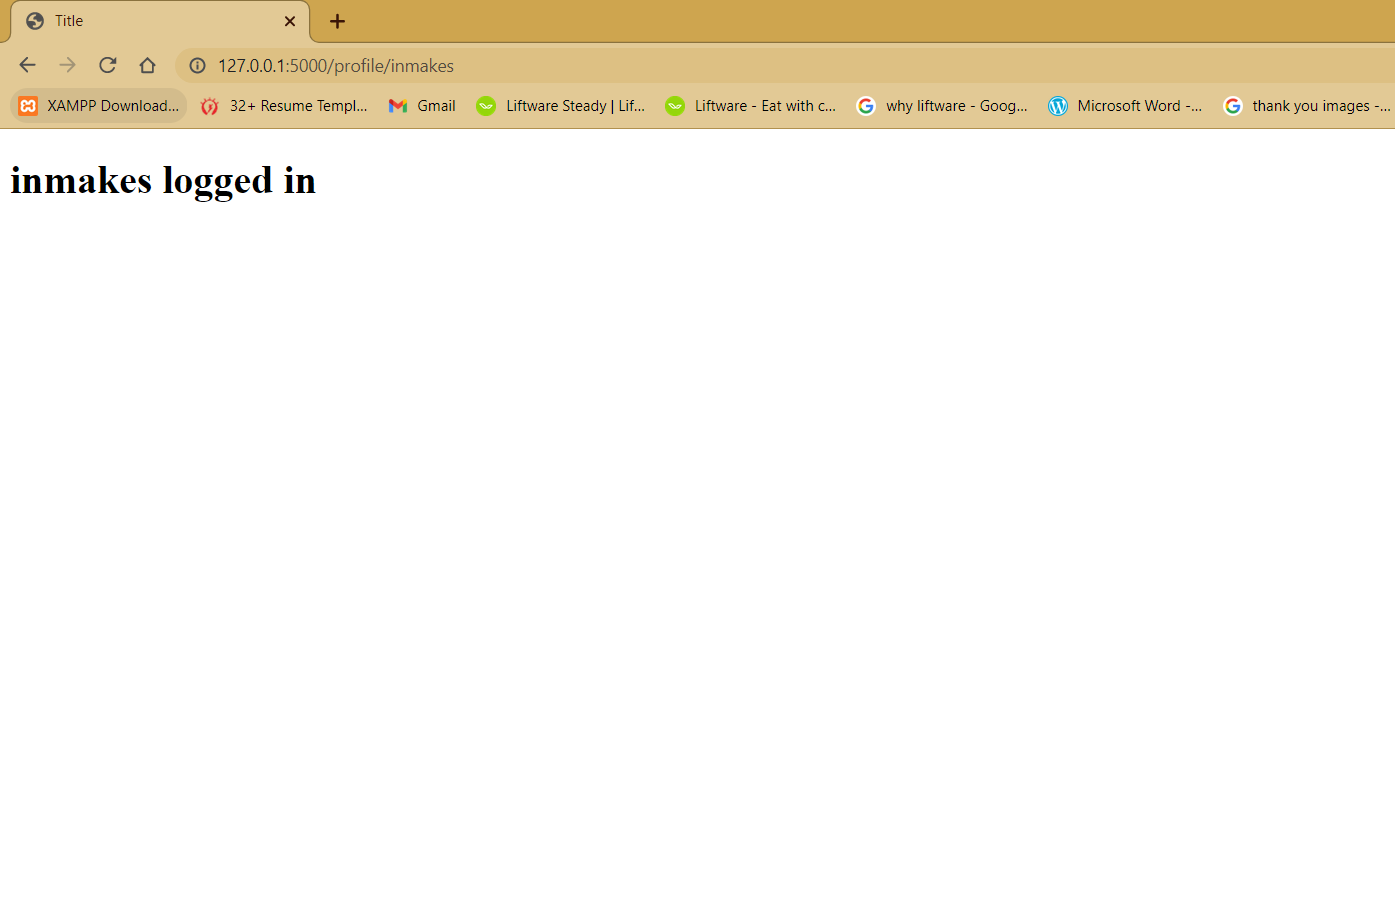 Title
127.0.0.1:5000/profile/inmakes
XAMPP Download... 32+ Resume Templ... Gmail Liftware Steady | Lif... Liftware - Eat with c... why liftware - Goog... Microsoft Word -... thank you images -...
inmakes logged in